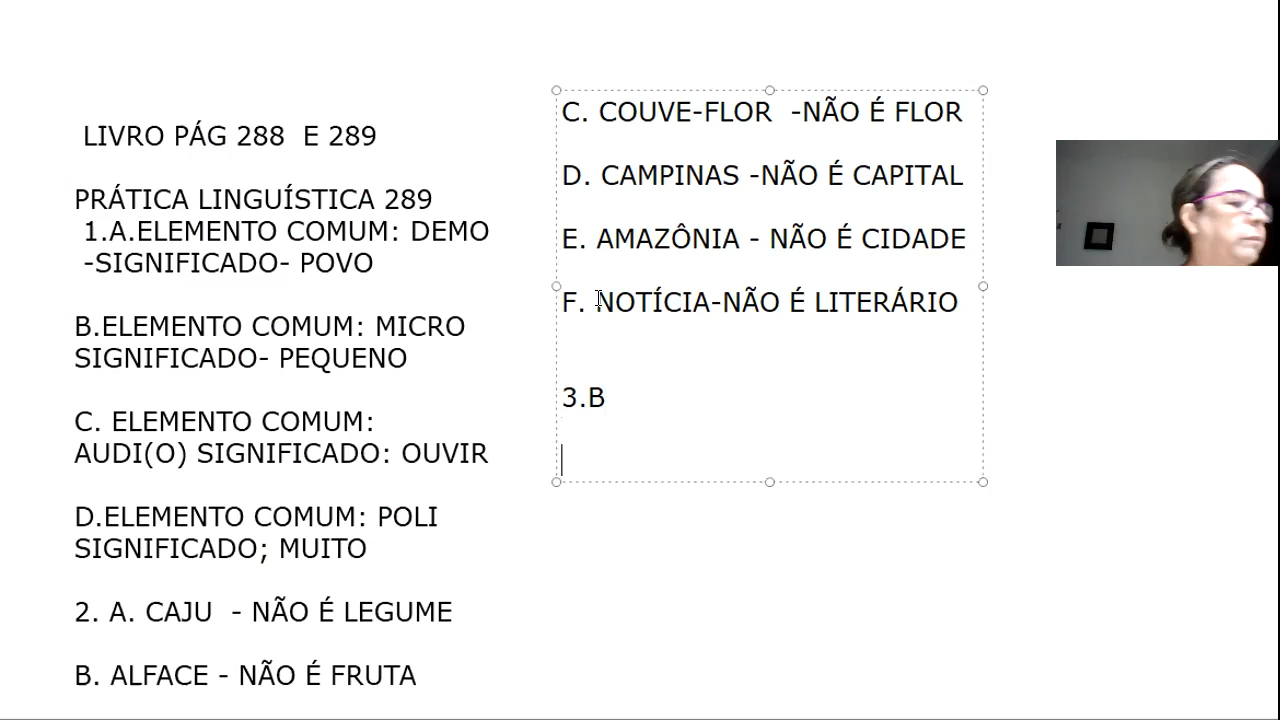 LIVRO PÁG 288 E 289
PRÁTICA LINGUÍSTICA 289
1.A.ELEMENTO COMUM: DEMO
-SIGNIFICADO- POVO
B.ELEMENTO COMUM: MICRO
SIGNIFICADO- PEQUENO
C. ELEMENTO COMUM:
AUDI(O) SIGNIFICADO: OUVIR
D.ELEMENTO COMUM: POLI
SIGNIFICADO; MUITO
2. A. CAJU - NÃO É LEGUME
B. ALFACE - NÃO É FRUTA
C. COUVE-FLOR -NÃO É FLOR
D. CAMPINAS -NÃO É CAPITAL
E. AMAZÔNIA - NÃO É CIDADE
F. NOTÍCIA-NÃO É LITERÁRIO
3.B